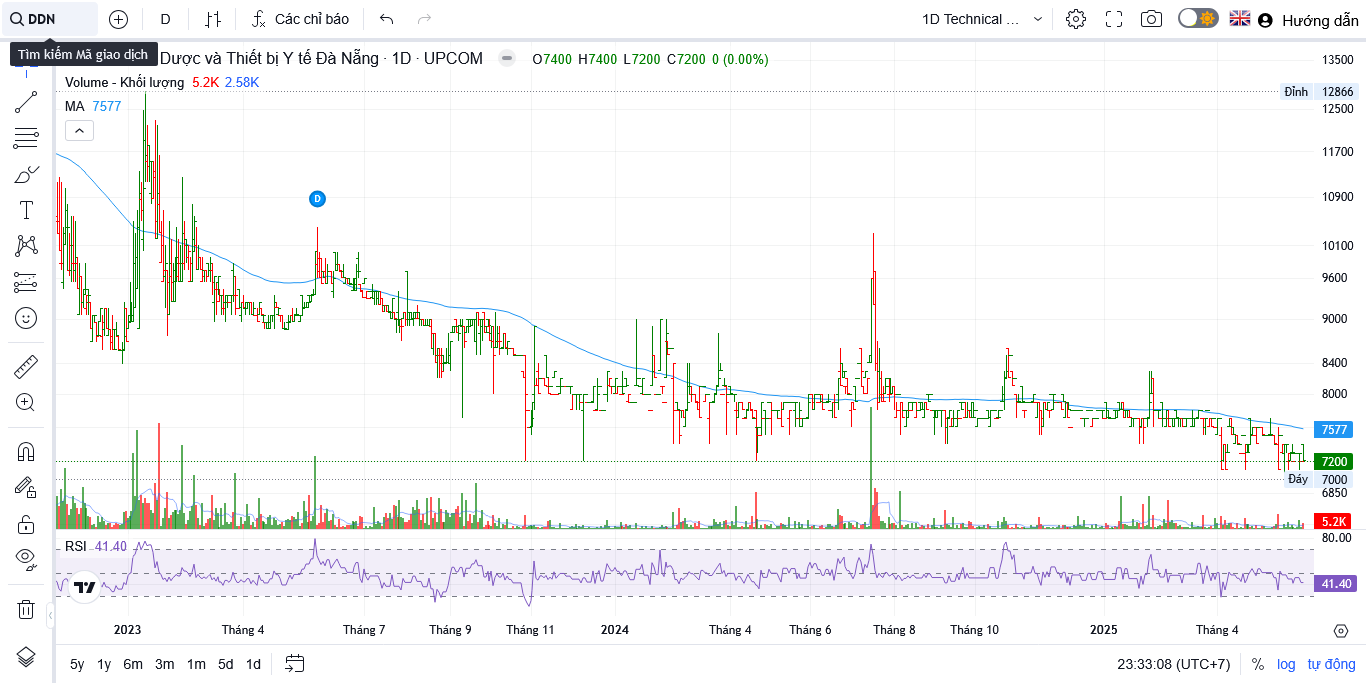 DDN
D
Các chỉ báo
1D Technical ...
Hướng dẫn
Tìm kiếm Mã giao dịch
Dược và Thiết bị Y tế Đà Nẵng · 1D · UPCOM
O7400 H7400 L7200 C7200 0 (0.00%)
Volume - Khối lượng 5.2K 2.58K
MA 7577
D
13500
Đỉnh 12866
12500
11700
10900
10100
9600
9000
8400
8000
7577
7200
Đáy 7000
6850
5.2K
80.00
RSI 41.40
41.40
2023 Tháng 4 Tháng 7 Tháng 9 Tháng 11 2024 Tháng 4 Tháng 6 Tháng 8 Tháng 10 2025 Tháng 4
5y 1y 6m 3m 1m 5d 1d
23:33:08 (UTC+7) % log tự động